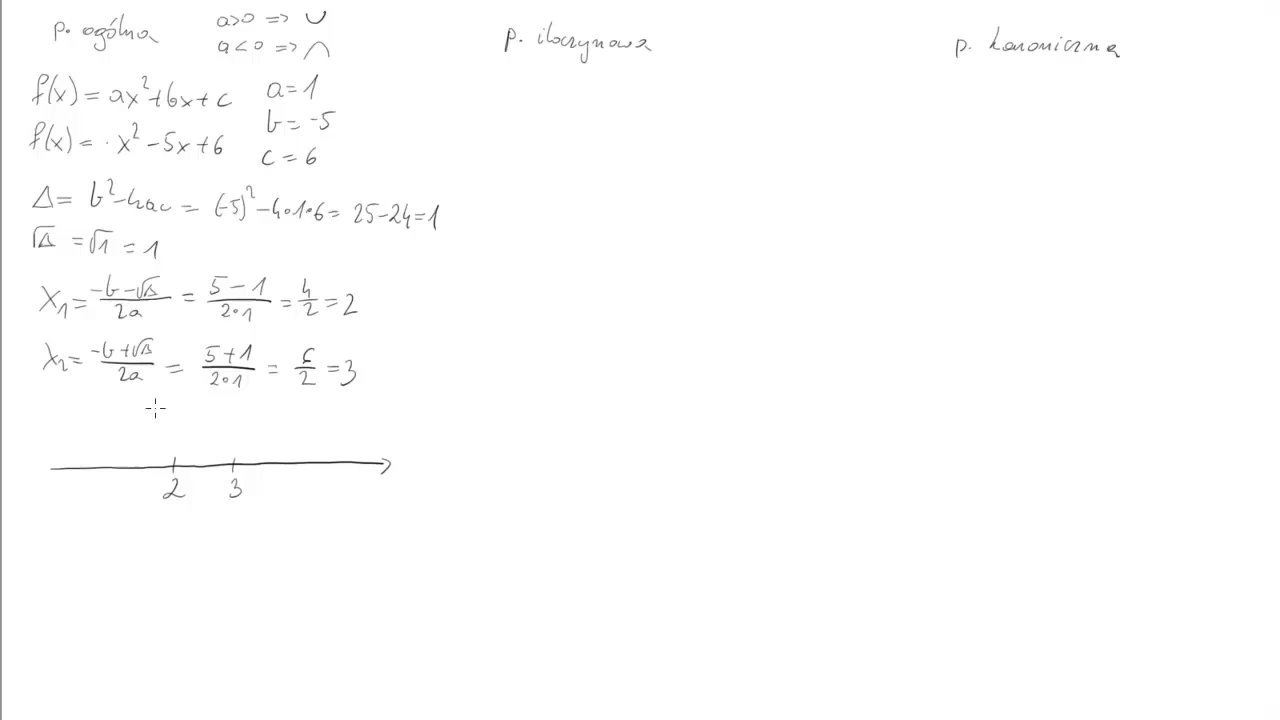 p. ogólna
a>0 => ∪
a<0 => ∩
p. iloczynowa
p. kanoniczna
f(x) = ax²+bx+c
a=1
b=-5
f(x) = x²-5x+6
c=6
Δ= b²-4ac = (-5)²-4·1·6= 25-24=1
√Δ =√1 =1
x₁= (-b-√Δ)/(2a) = (5-1)/(2·1) = 4/2 =2
x₂= (-b+√Δ)/(2a) = (5+1)/(2·1) = 6/2 =3
2 3